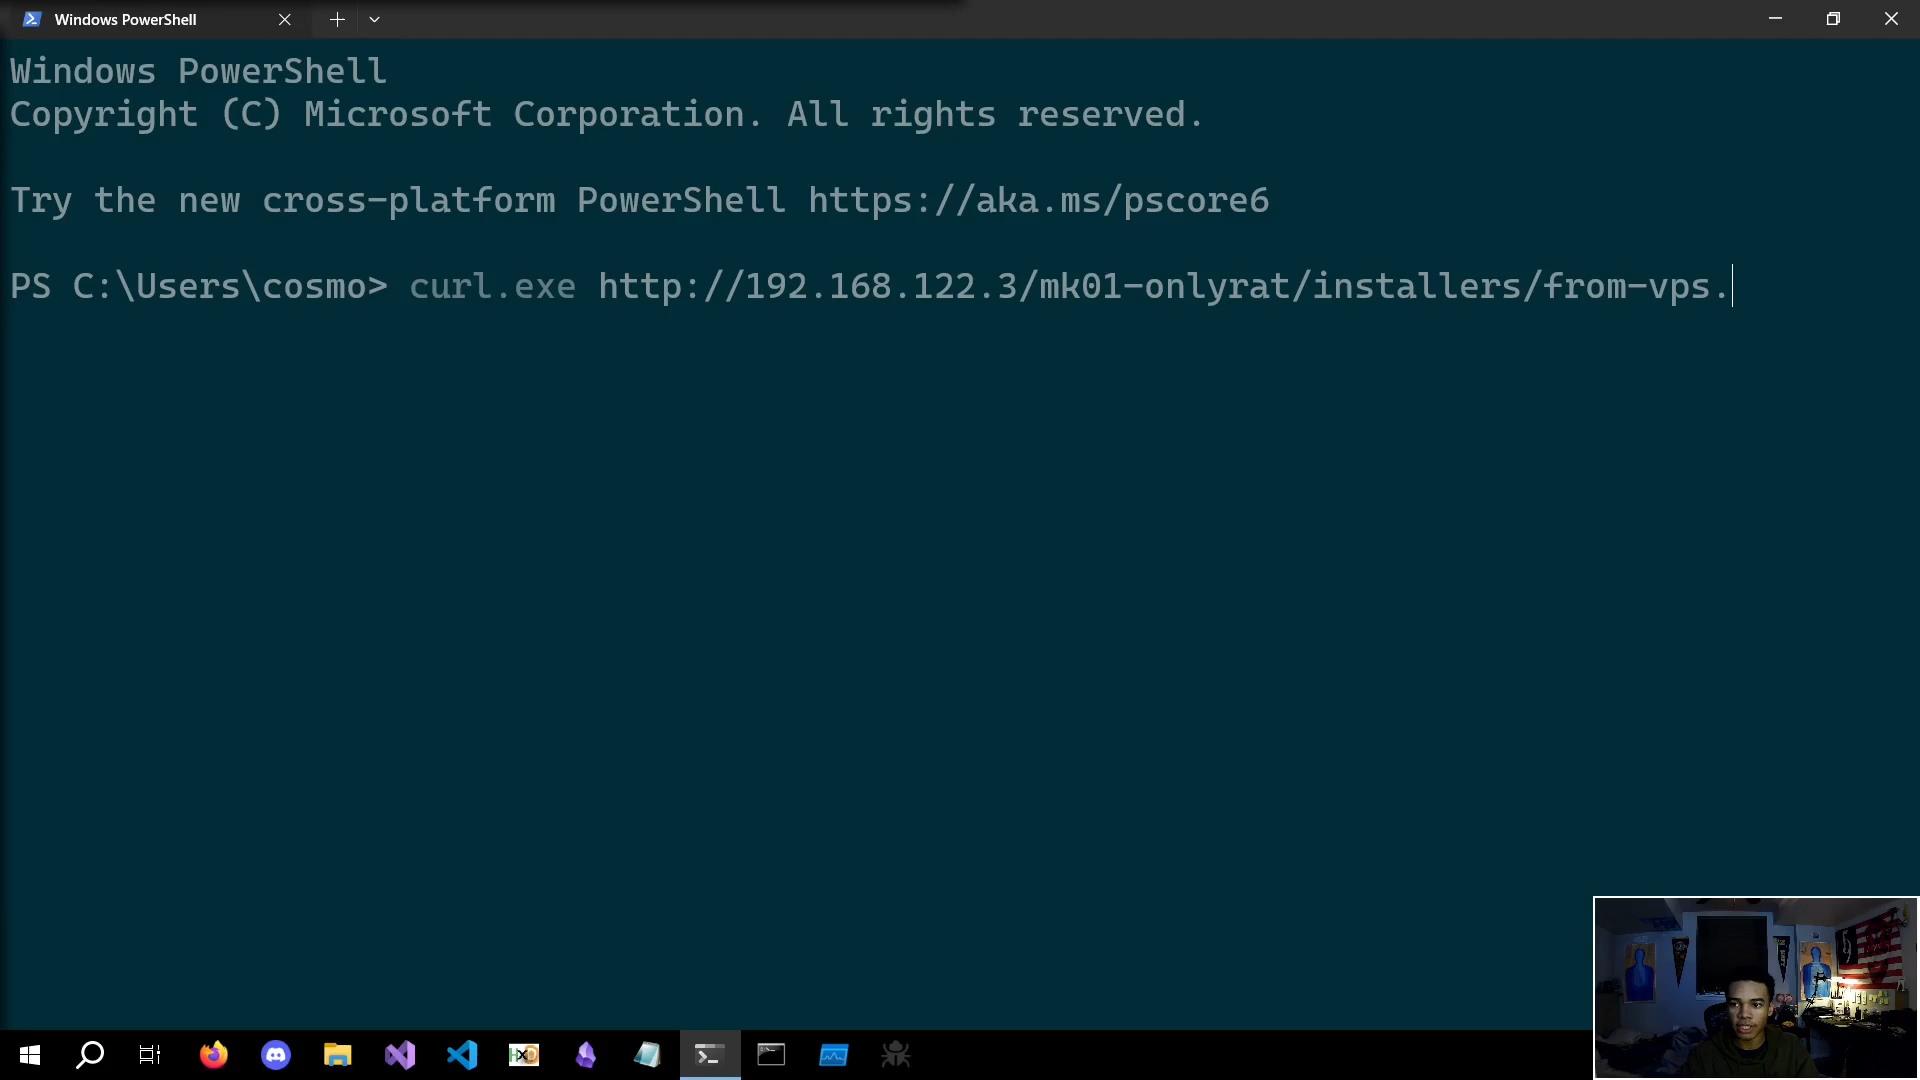 Windows PowerShell
Windows PowerShell
Copyright (C) Microsoft Corporation. All rights reserved.
Try the new cross-platform PowerShell https://aka.ms/pscore6
PS C:\Users\cosmo> curl.exe http://192.168.122.3/mk01-onlyrat/installers/from-vps.